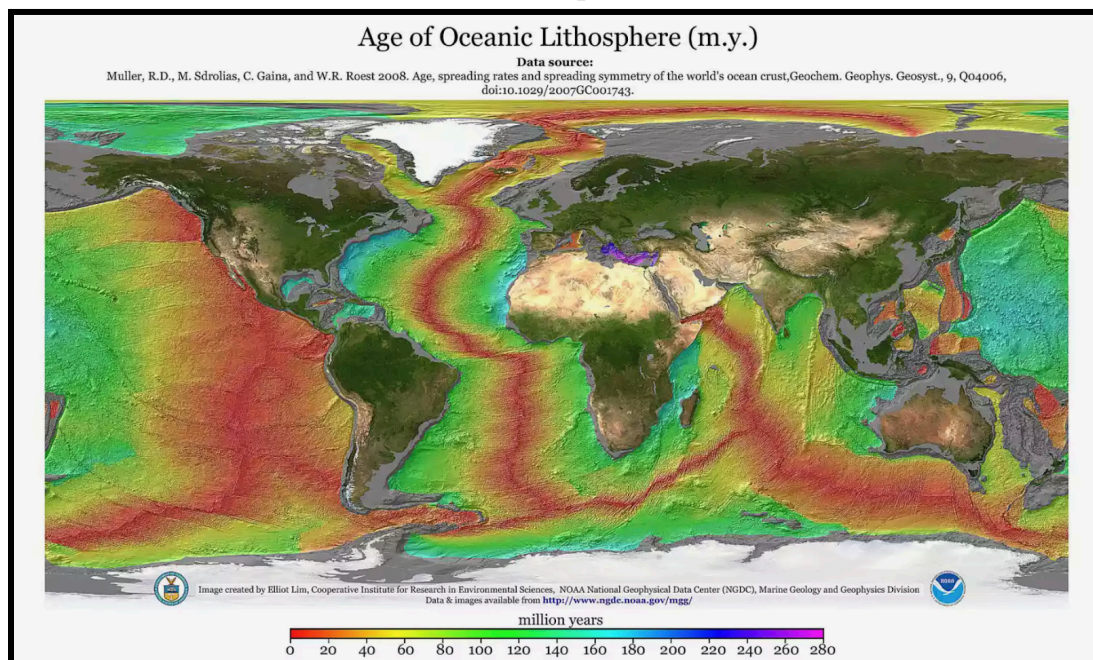 Age of Oceanic Lithosphere (m.y.)
Data source:
Muller, R.D., M. Sdrolias, C. Gaina, and W.R. Roest 2008. Age, spreading rates and spreading symmetry of the world's ocean crust,Geochem. Geophys. Geosyst., 9, Q04006,
doi:10.1029/2007GC001743.
Image created by Elliot Lim, Cooperative Institute for Research in Environmental Sciences, NOAA National Geophysical Data Center (NGDC), Marine Geology and Geophysics Division
Data & images available from http://www.ngdc.noaa.gov/mgg/
NOAA
million years
0 20 40 60 80 100 120 140 160 180 200 220 240 260 280